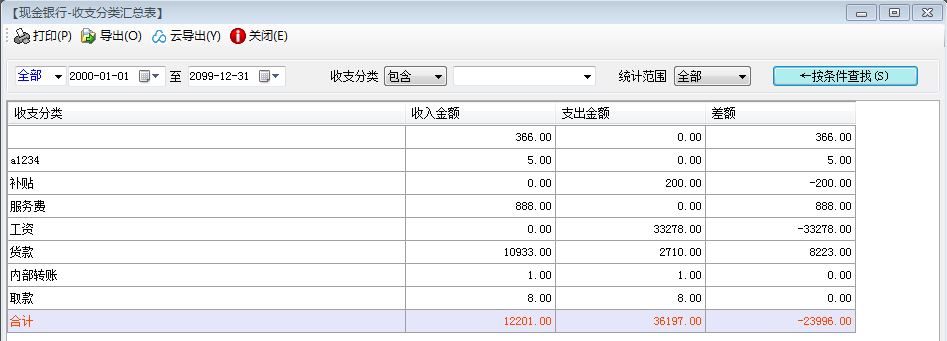 【现金银行-收支分类汇总表】
打印(P) 导出(O) 云导出(Y) 关闭(E)
全部 2000-01-01 至 2099-12-31 收支分类 包含 统计范围 全部 ←按条件查找(S)
收支分类 收入金额 支出金额 差额
366.00 0.00 366.00
a1234 5.00 0.00 5.00
补贴 0.00 200.00 -200.00
服务费 888.00 0.00 888.00
工资 0.00 33278.00 -33278.00
货款 10933.00 2710.00 8223.00
内部转账 1.00 1.00 0.00
取款 8.00 8.00 0.00
合计 12201.00 36197.00 -23996.00